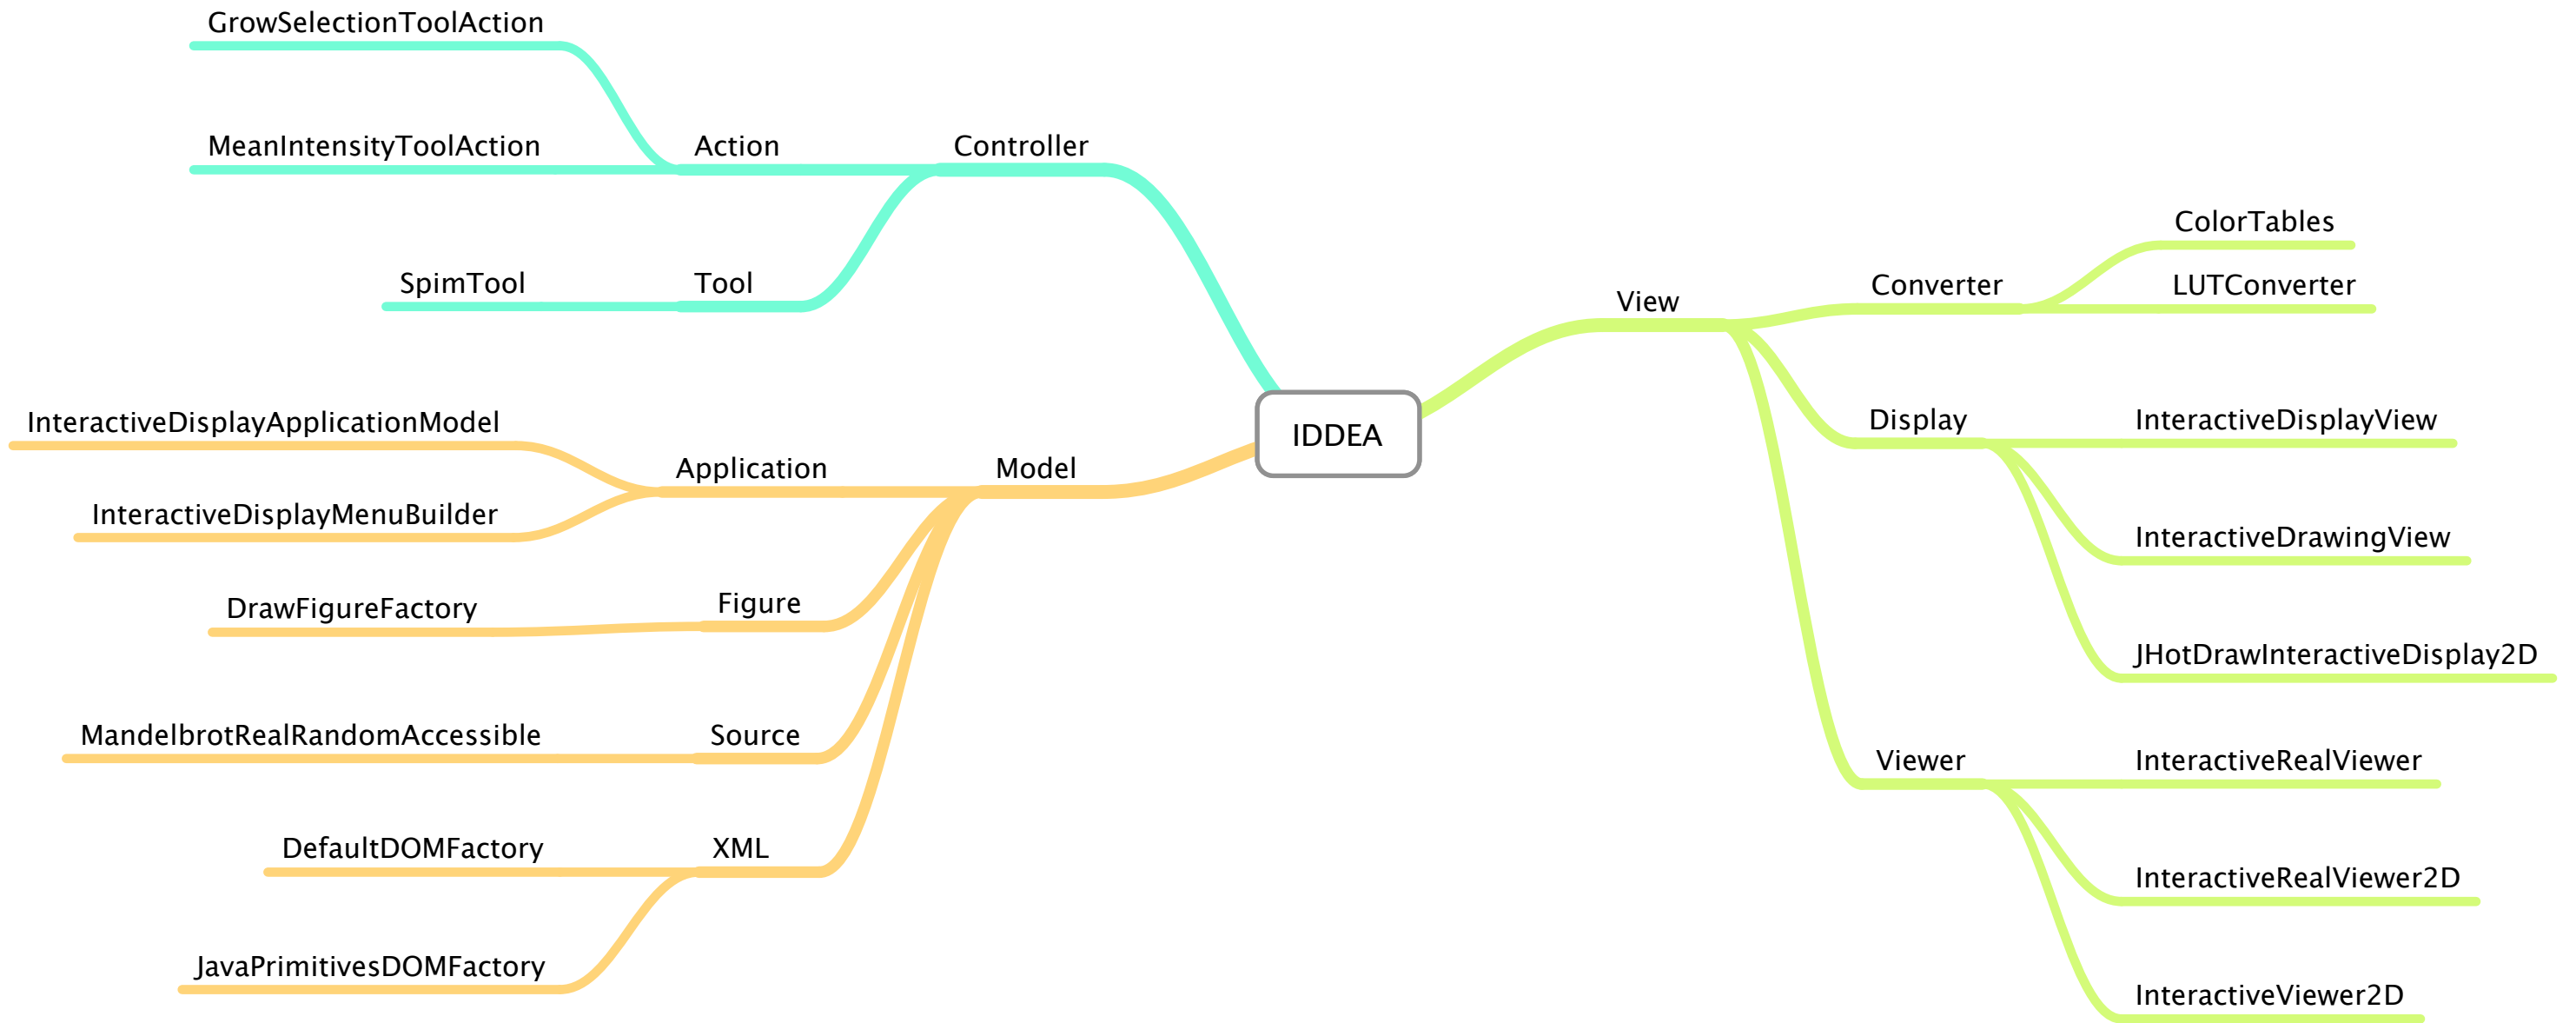 GrowSelectionToolAction
MeanIntensityToolAction
Action
Controller
SpimTool
Tool
InteractiveDisplayApplicationModel
InteractiveDisplayMenuBuilder
Application
Model
DrawFigureFactory
Figure
MandelbrotRealRandomAccessible
Source
DefaultDOMFactory
XML
JavaPrimitivesDOMFactory
IDDEA
View
Converter
ColorTables
LUTConverter
Display
InteractiveDisplayView
InteractiveDrawingView
JHotDrawInteractiveDisplay2D
Viewer
InteractiveRealViewer
InteractiveRealViewer2D
InteractiveViewer2D